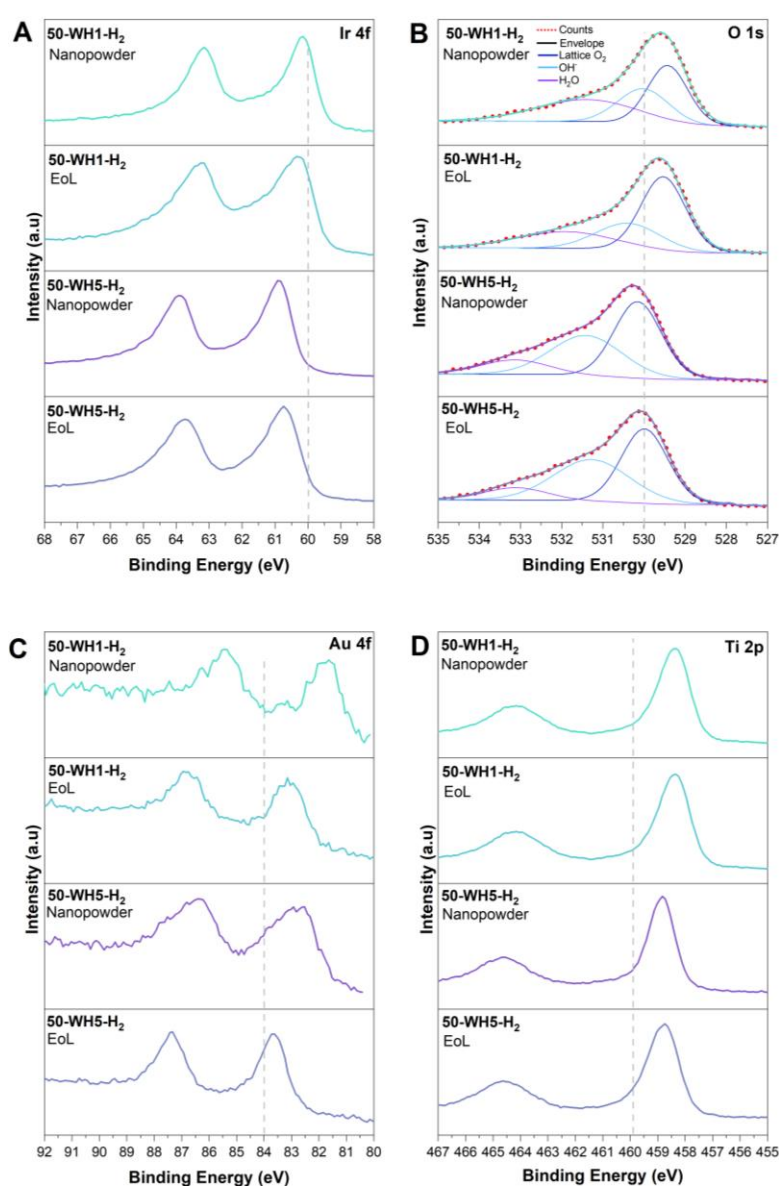 A
Ir 4f
50-WH1-H₂
Nanopowder
50-WH1-H₂
EoL
50-WH5-H₂
Nanopowder
50-WH5-H₂
EoL
Intensity (a.u)
68 67 66 65 64 63 62 61 60 59 58
Binding Energy (eV)
B
O 1s
50-WH1-H₂
Nanopowder
Counts
Envelope
Lattice O₂
OH⁻
H₂O
50-WH1-H₂
EoL
50-WH5-H₂
Nanopowder
50-WH5-H₂
EoL
Intensity (a.u)
535 534 533 532 531 530 529 528 527
Binding Energy (eV)
C
Au 4f
50-WH1-H₂
Nanopowder
50-WH1-H₂
EoL
50-WH5-H₂
Nanopowder
50-WH5-H₂
EoL
Intensity (a.u)
92 91 90 89 88 87 86 85 84 83 82 81 80
Binding Energy (eV)
D
Ti 2p
50-WH1-H₂
Nanopowder
50-WH1-H₂
EoL
50-WH5-H₂
Nanopowder
50-WH5-H₂
EoL
Intensity (a.u)
467 466 465 464 463 462 461 460 459 458 457 456 455
Binding Energy (eV)